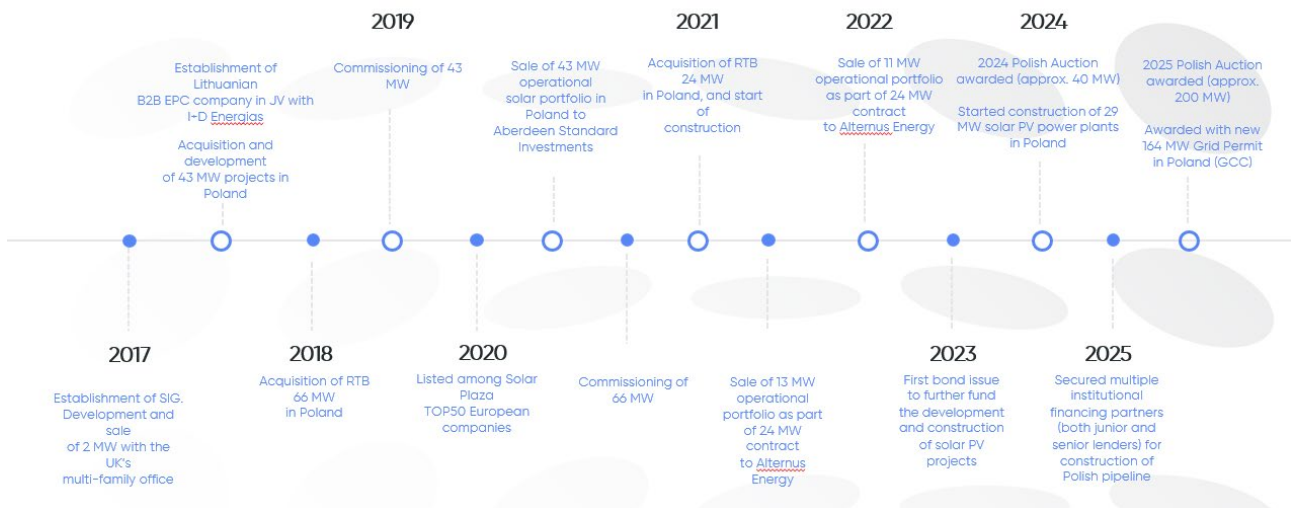 2019
2021
2022
2024
Establishment of
Lithuanian
B2B EPC company in JV with
I+D Energias
Acquisition and
development
of 43 MW projects in
Poland
Commissioning of 43
MW
Sale of 43 MW
operational
solar portfolio in
Poland to
Aberdeen Standard
Investments
Acquisition of RTB
24 MW
in Poland, and start
of
construction
Sale of 11 MW
operational portfolio
as part of 24 MW
contract
to Alternus Energy
2024 Polish Auction
awarded (approx. 40 MW)
Started construction of 29
MW solar PV power plants
in Poland
2025 Polish Auction
awarded (approx.
200 MW)
Awarded with new
164 MW Grid Permit
in Poland (GCC)
2017
Establishment of SIG.
Development and
sale
of 2 MW with the
UK's
multi-family office
2018
Acquisition of RTB
66 MW
in Poland
2020
Listed among Solar
Plaza
TOP50 European
companies
Commissioning of
66 MW
Sale of 13 MW
operational
portfolio as part
of 24 MW
contract
to Alternus
Energy
2023
First bond issue
to further fund
the development
and construction
of solar PV
projects
2025
Secured multiple
institutional
financing partners
(both junior and
senior lenders) for
construction of
Polish pipeline